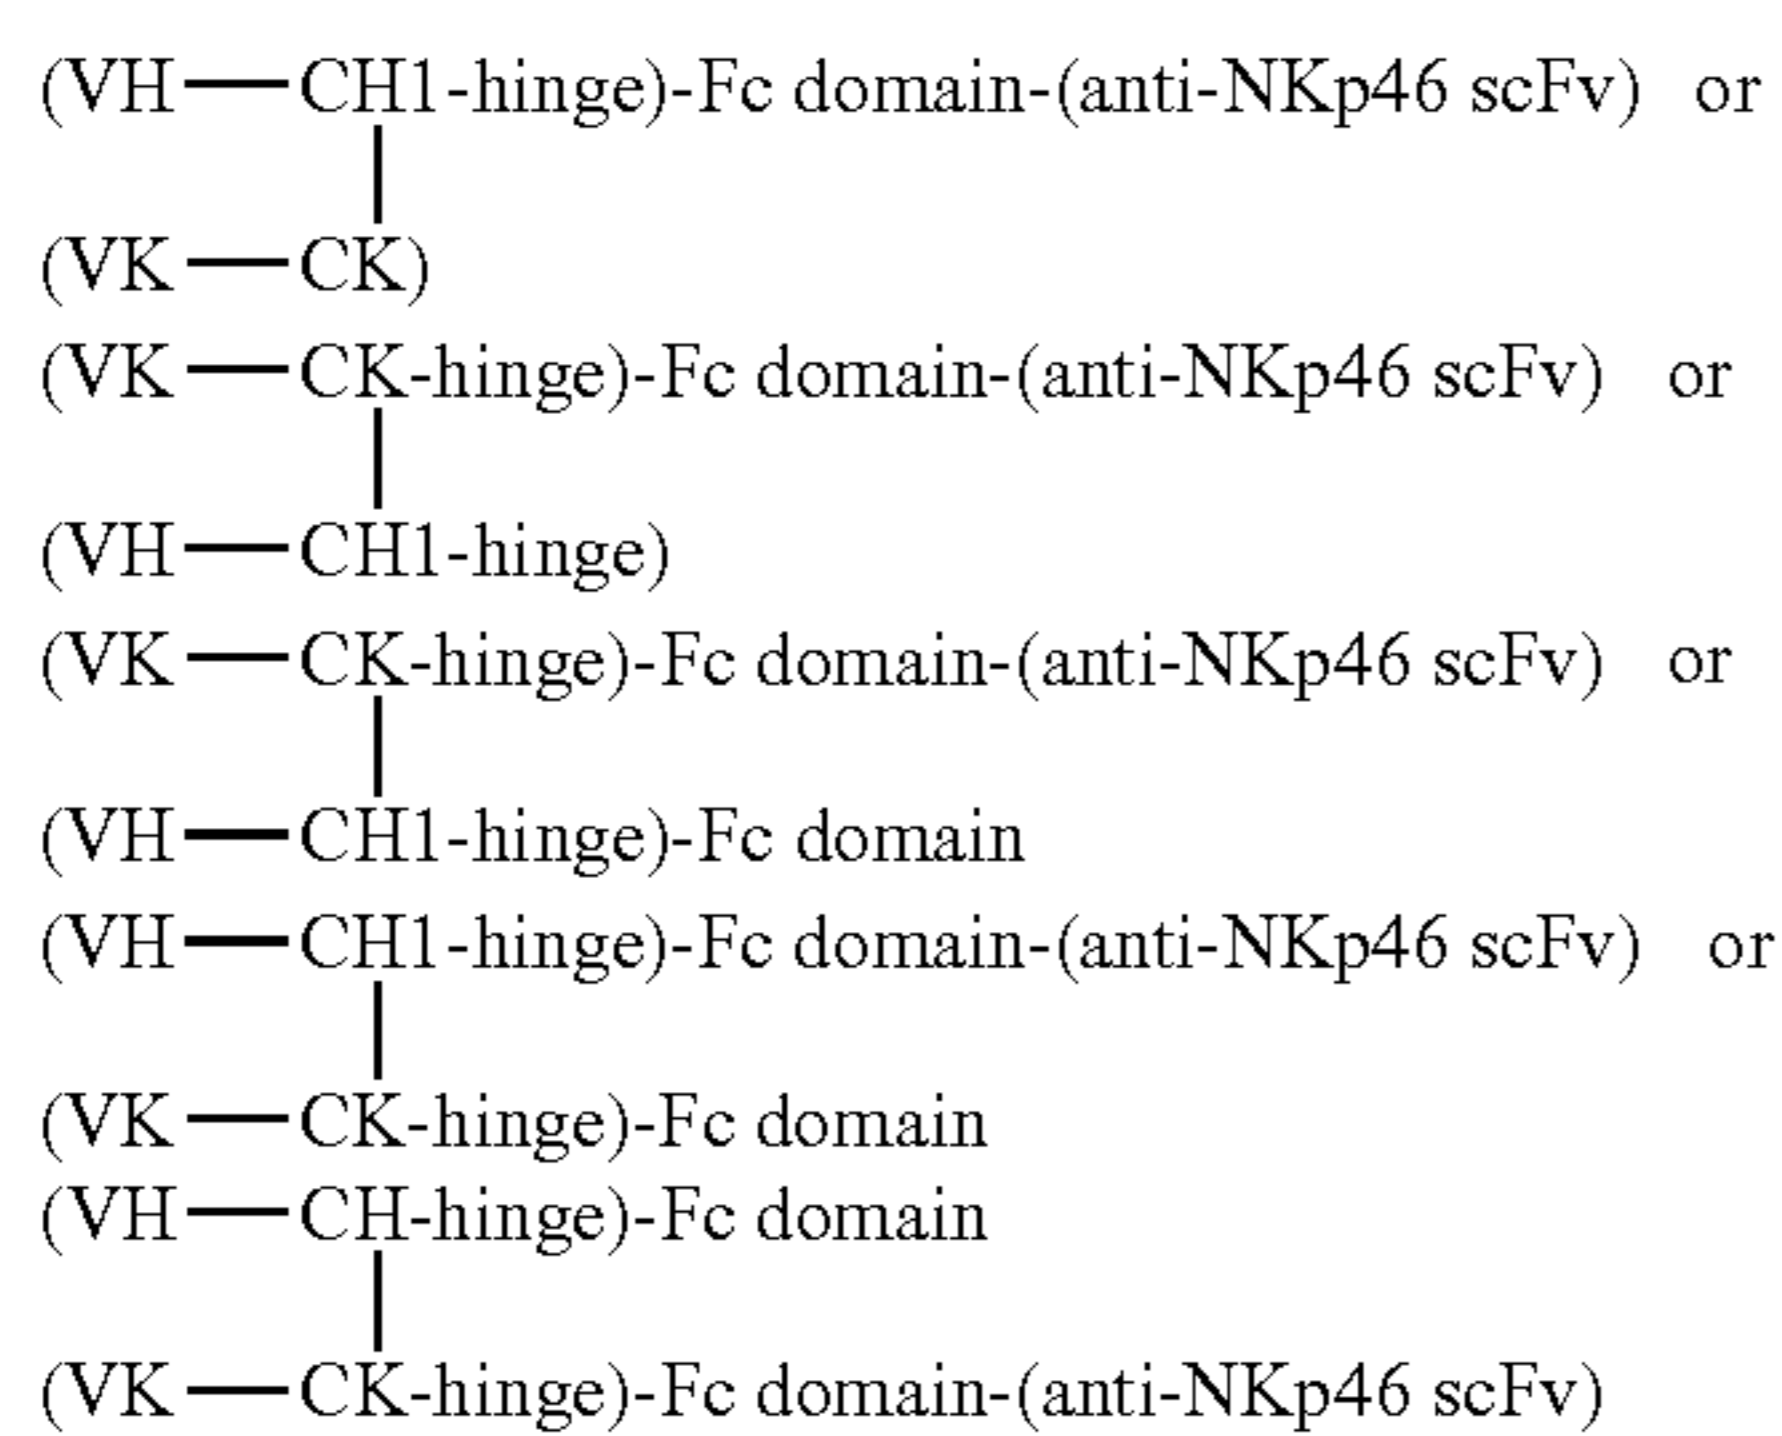 (VH—CH1-hinge)-Fc domain-(anti-NKp46 scFv) or
(VK—CK)
(VK—CK-hinge)-Fc domain-(anti-NKp46 scFv) or
(VH—CH1-hinge)
(VK—CK-hinge)-Fc domain-(anti-NKp46 scFv) or
(VH—CH1-hinge)-Fc domain
(VH—CH1-hinge)-Fc domain-(anti-NKp46 scFv) or
(VK—CK-hinge)-Fc domain
(VH—CH-hinge)-Fc domain
(VK—CK-hinge)-Fc domain-(anti-NKp46 scFv)